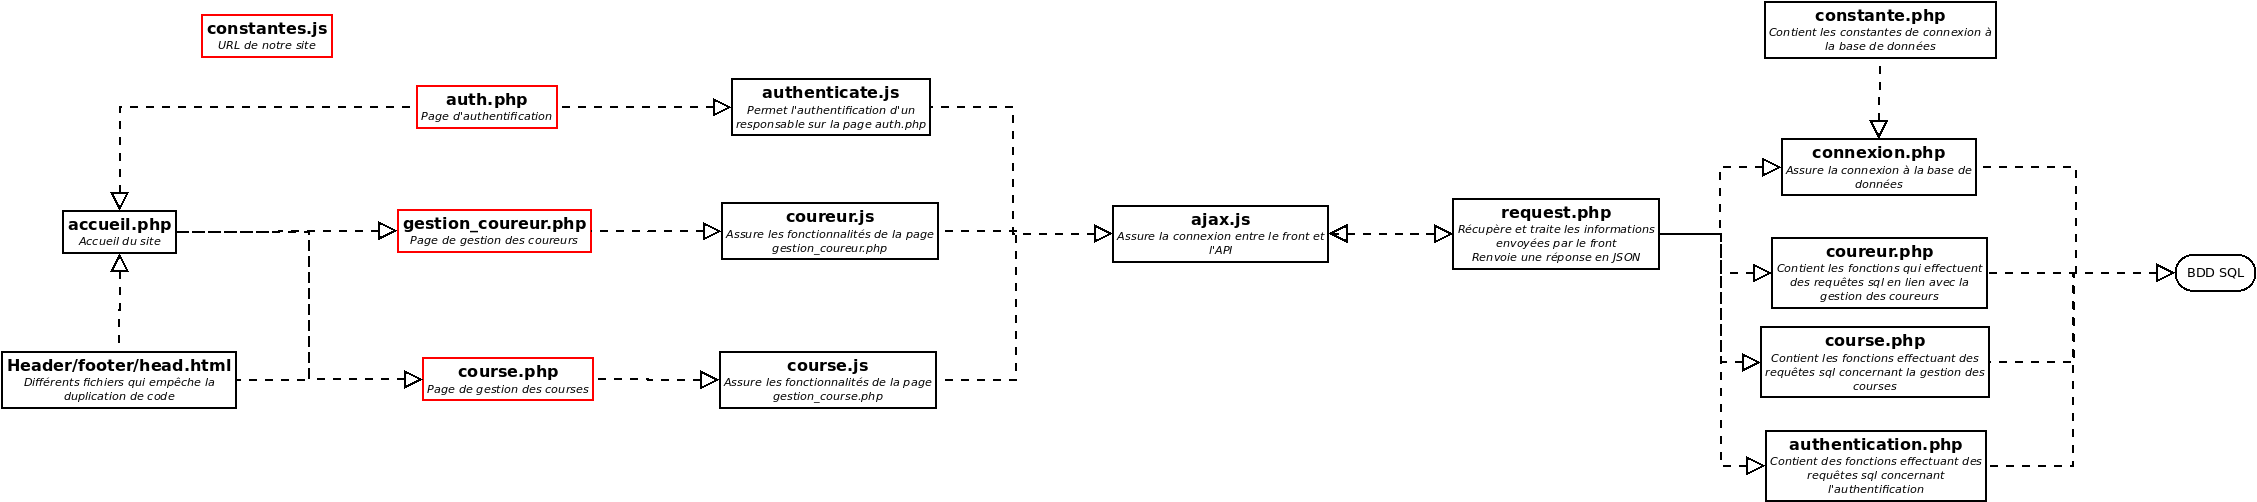 constantes.js
URL de notre site
auth.php
Page d'authentification
accueil.php
Accueil du site
Header/footer/head.html
Différents fichiers qui empêche la
duplication de code
gestion_coureur.php
Page de gestion des coureurs
course.php
Page de gestion des courses
authenticate.js
Permet l'authentification d'un
responsable sur la page auth.php
coureur.js
Assure les fonctionnalités de la page
gestion_coureur.php
course.js
Assure les fonctionnalités de la page
gestion_course.php
ajax.js
Assure la connexion entre le front et
l'API
request.php
Récupère et traite les informations
envoyées par le front
Renvoie une réponse en JSON
constante.php
Contient les constantes de connexion à
la base de données
connexion.php
Assure la connexion à la base de
données
coureur.php
Contient les fonctions qui effectuent
des requêtes sql en lien avec la
gestion des coureurs
course.php
Contient les fonctions effectuant des
requêtes sql concernant la gestion des
courses
authentication.php
Contient des fonctions effectuant des
requêtes sql concernant
l'authentification
BDD SQL